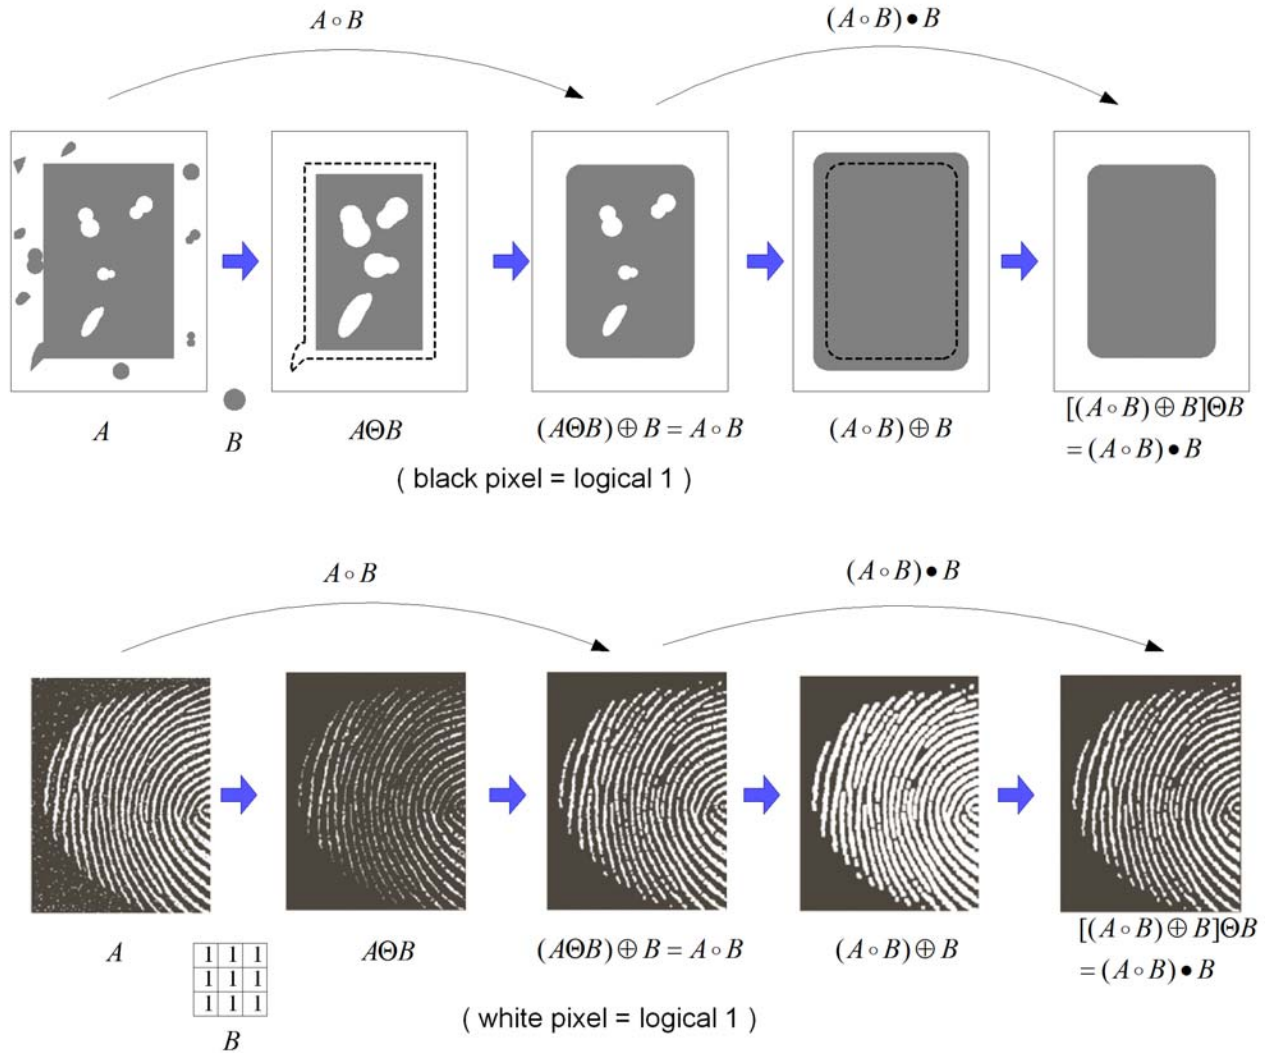 A ∘ B
(A ∘ B) ● B
A
B
AΘB
(AΘB) ⊕ B = A ∘ B
(A ∘ B) ⊕ B
[(A ∘ B) ⊕ B]ΘB
= (A ∘ B) ● B
( black pixel = logical 1 )
A ∘ B
(A ∘ B) ● B
A
1 1 1
1 1 1
1 1 1
B
AΘB
(AΘB) ⊕ B = A ∘ B
(A ∘ B) ⊕ B
[(A ∘ B) ⊕ B]ΘB
= (A ∘ B) ● B
( white pixel = logical 1 )